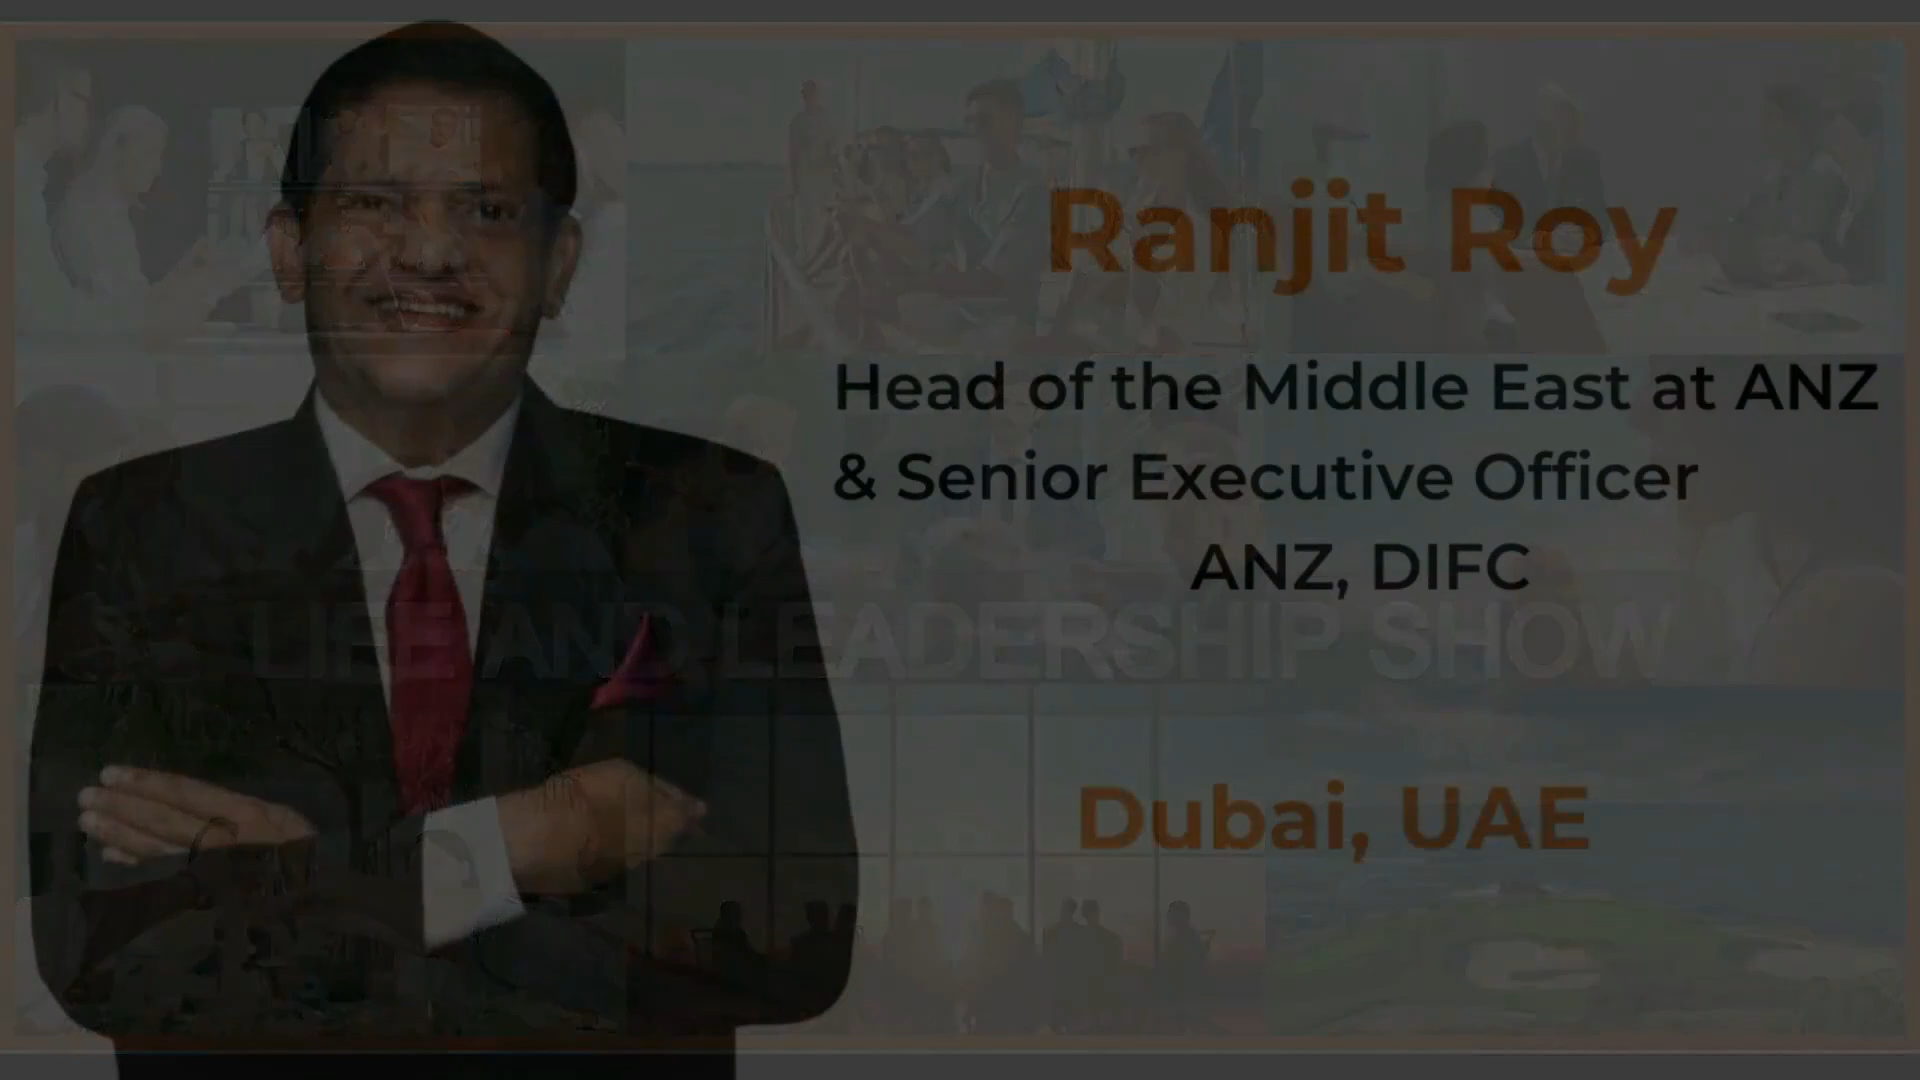 Ranjit Roy
Head of the Middle East at ANZ
& Senior Executive Officer
ANZ, DIFC
LIFE AND LEADERSHIP SHOW
Dubai, UAE